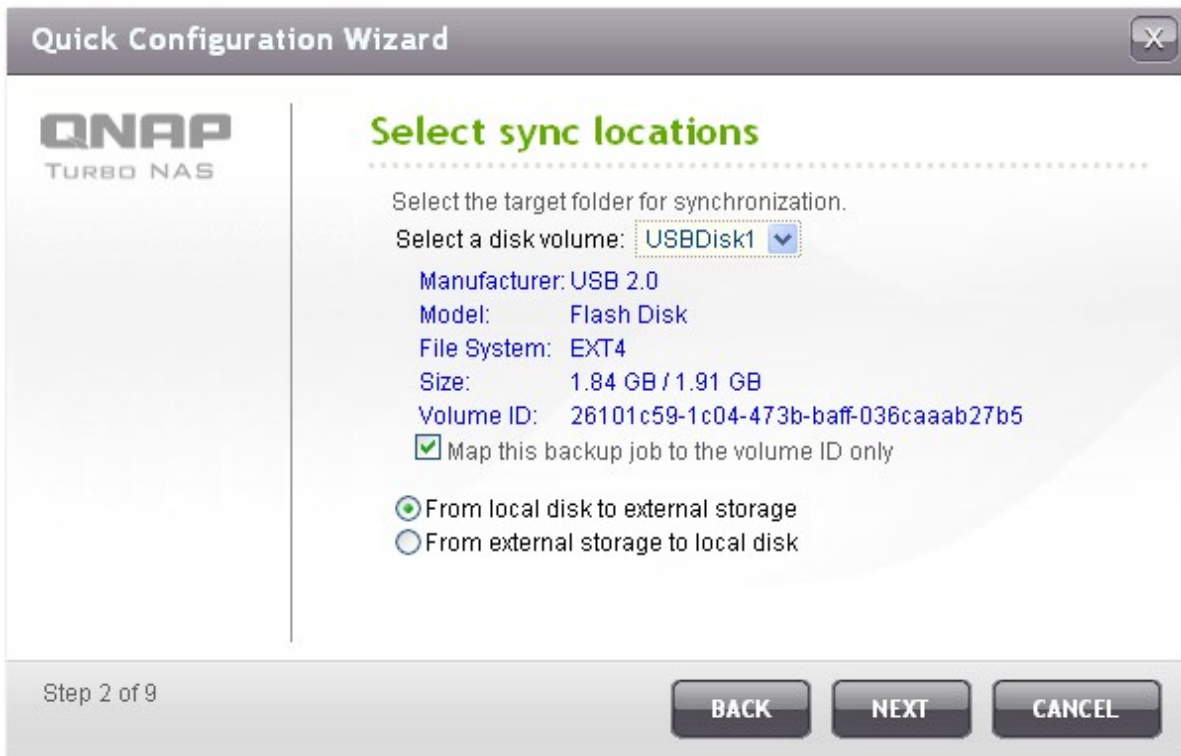 Quick Configuration Wizard
X
QNAP
TURBO NAS
Select sync locations
Select the target folder for synchronization.
Select a disk volume: USBDisk1
Manufacturer: USB 2.0
Model: Flash Disk
File System: EXT4
Size: 1.84 GB / 1.91 GB
Volume ID: 26101c59-1c04-473b-baff-036caaab27b5
Map this backup job to the volume ID only
From local disk to external storage
From external storage to local disk
Step 2 of 9
BACK NEXT CANCEL